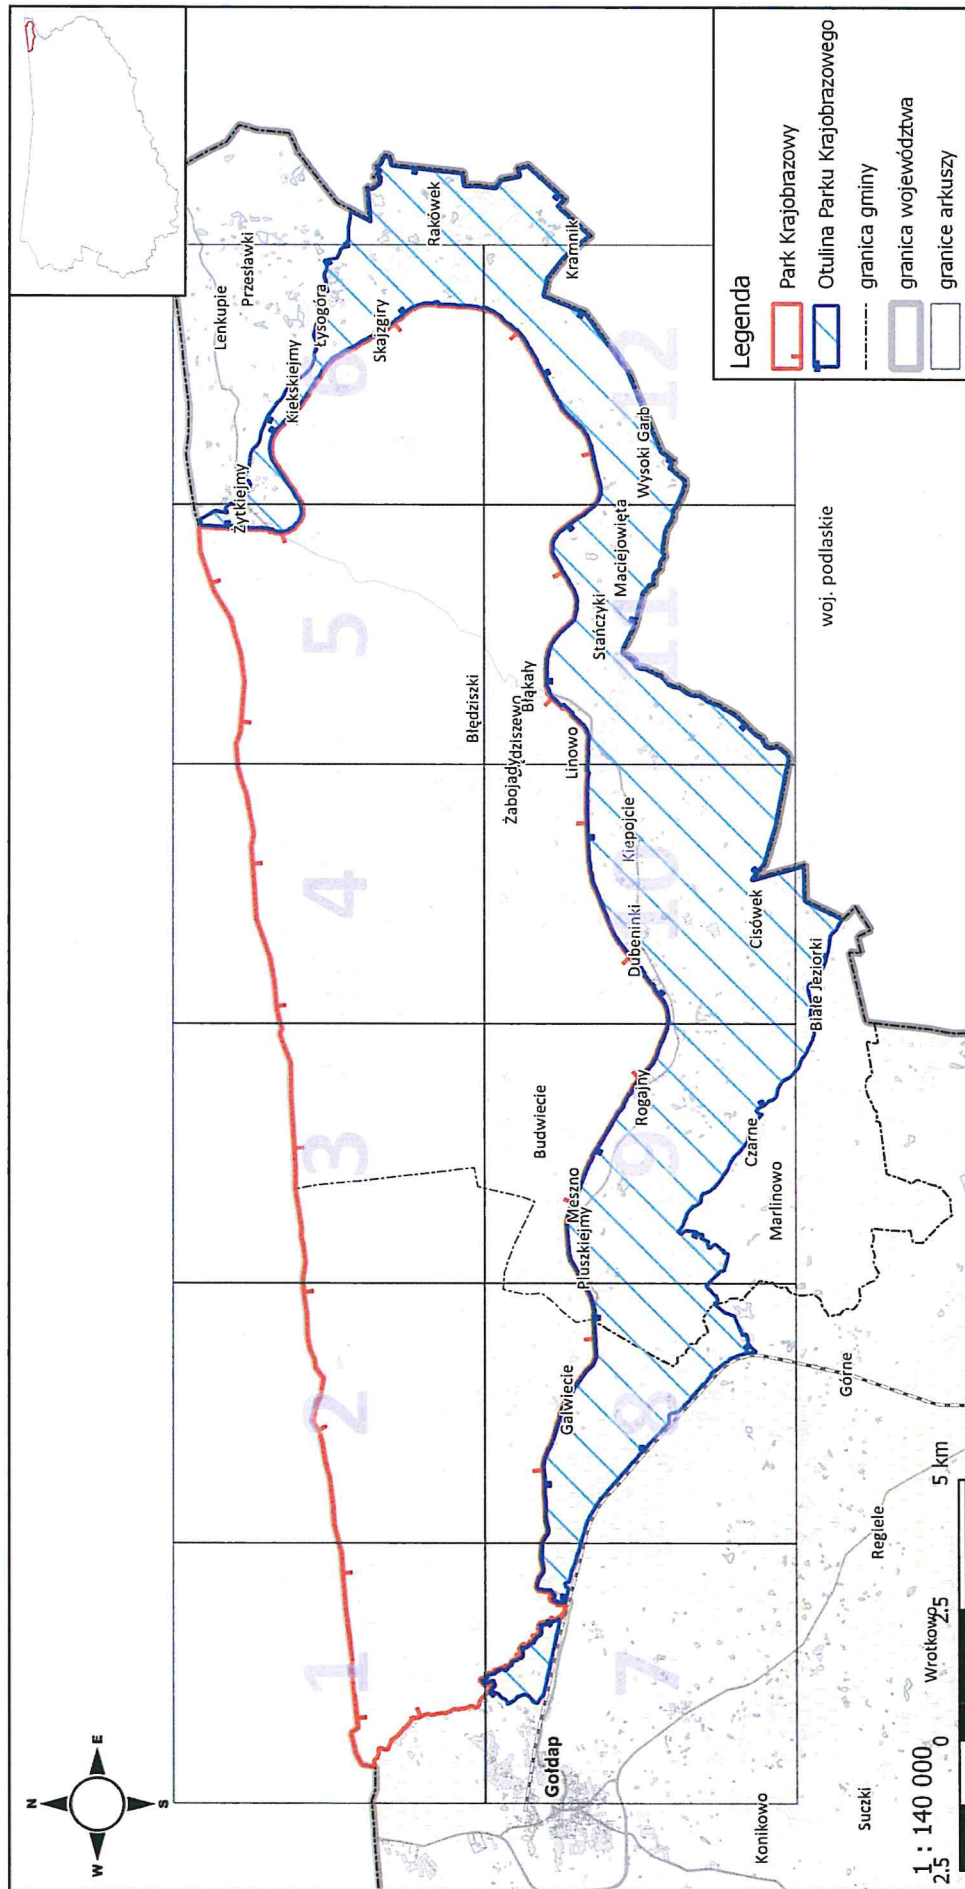 N
W
E
S
Lenkupie
Przesławki
Żytkiejmy
Kiekskiejmy
Łysogóra
Skajzgiry
Rakówek
1
2
3
4
5
6
Błędziszki
Budwiecie
Linowo
Błąkały
Stańczyki
Maciejowięta
Wysoki Garb
Kramnik
Gołdap
Galwiecie
Pluszkiejmy
Meszno
Rogajny
Dubeninki
Kiepojcie
7
8
9
10
11
12
Czarne
Cisówek
Białe Jeziorki
Marlinowo
Górne
woj. podlaskie
Konikowo
Suczki
Regiele
Wrotkowo
1 : 140 000
2.5
0
2.5
5 km
Legenda
Park Krajobrazowy
Otulina Parku Krajobrazowego
granica gminy
granica województwa
granice arkuszy